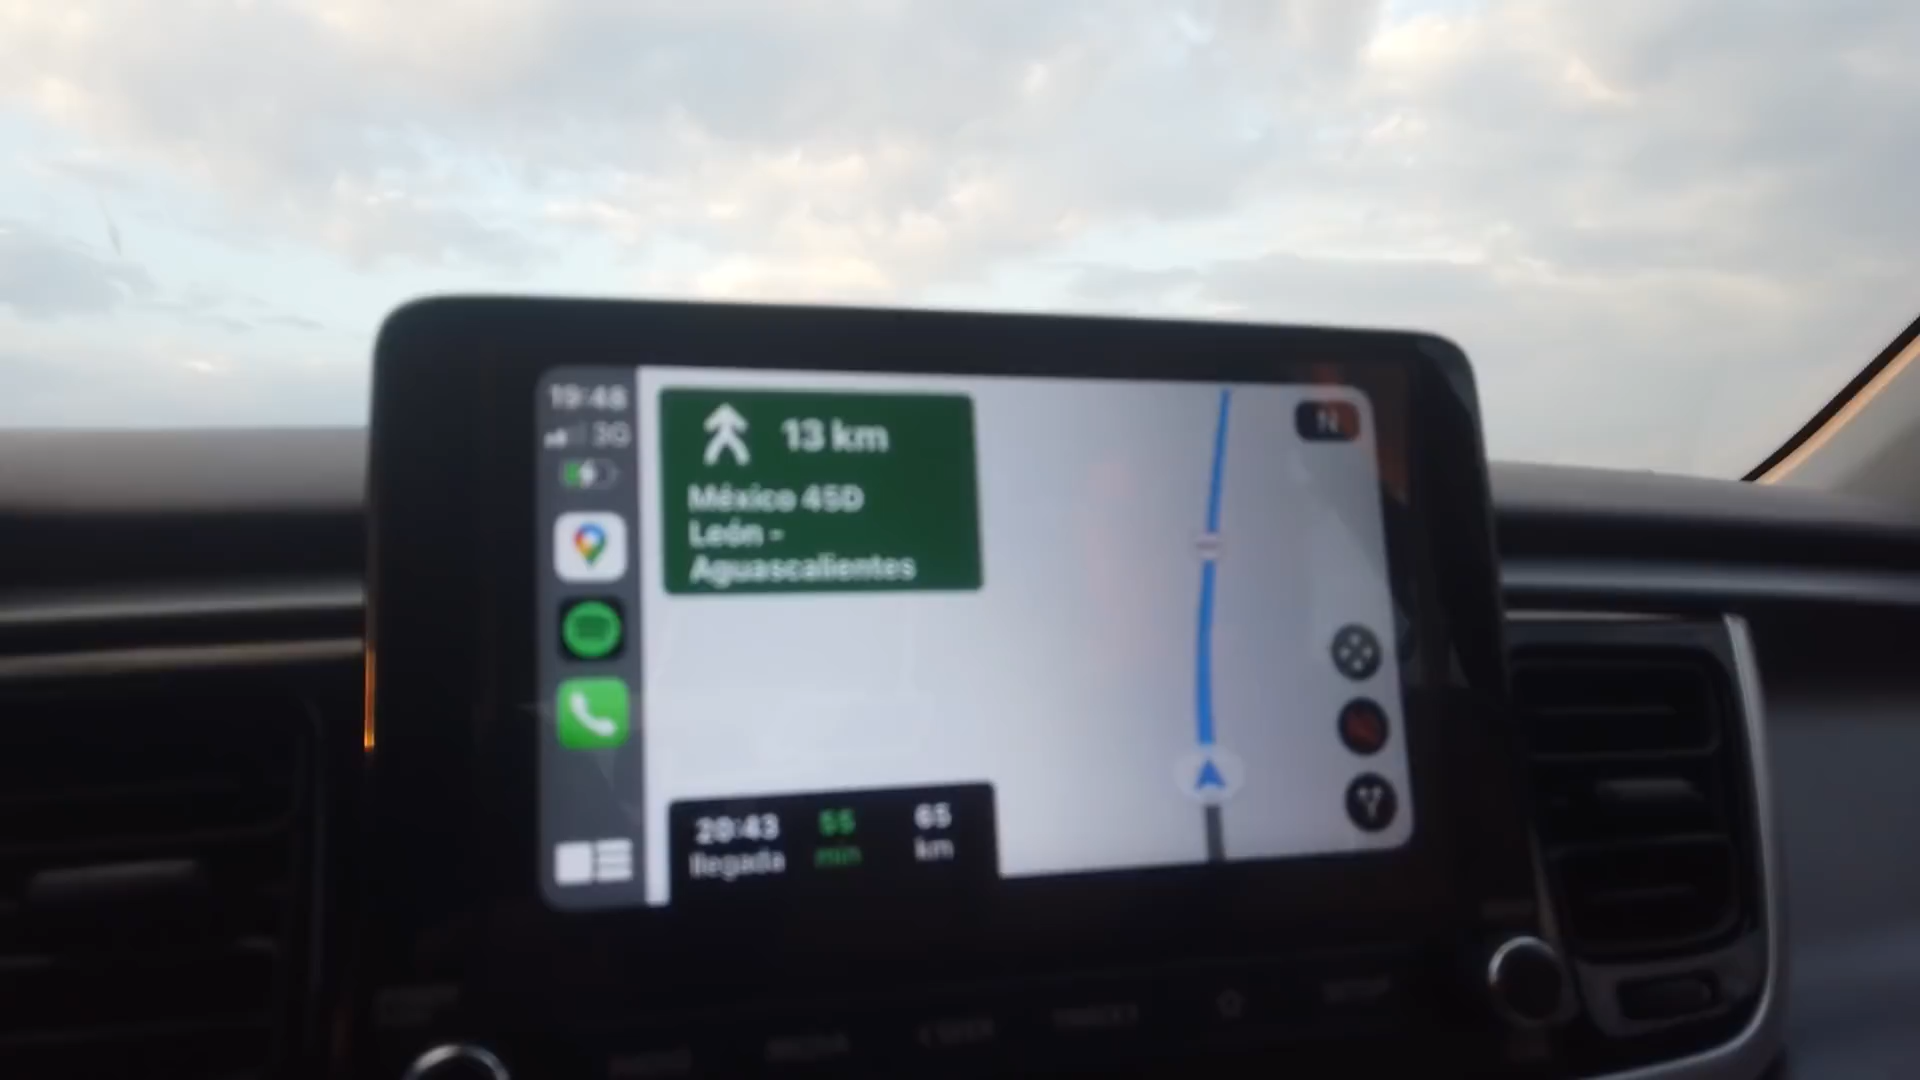 19:48
3G
13 km
México 45D
León -
Aguascalientes
N
20:43 55 65
llegada min km